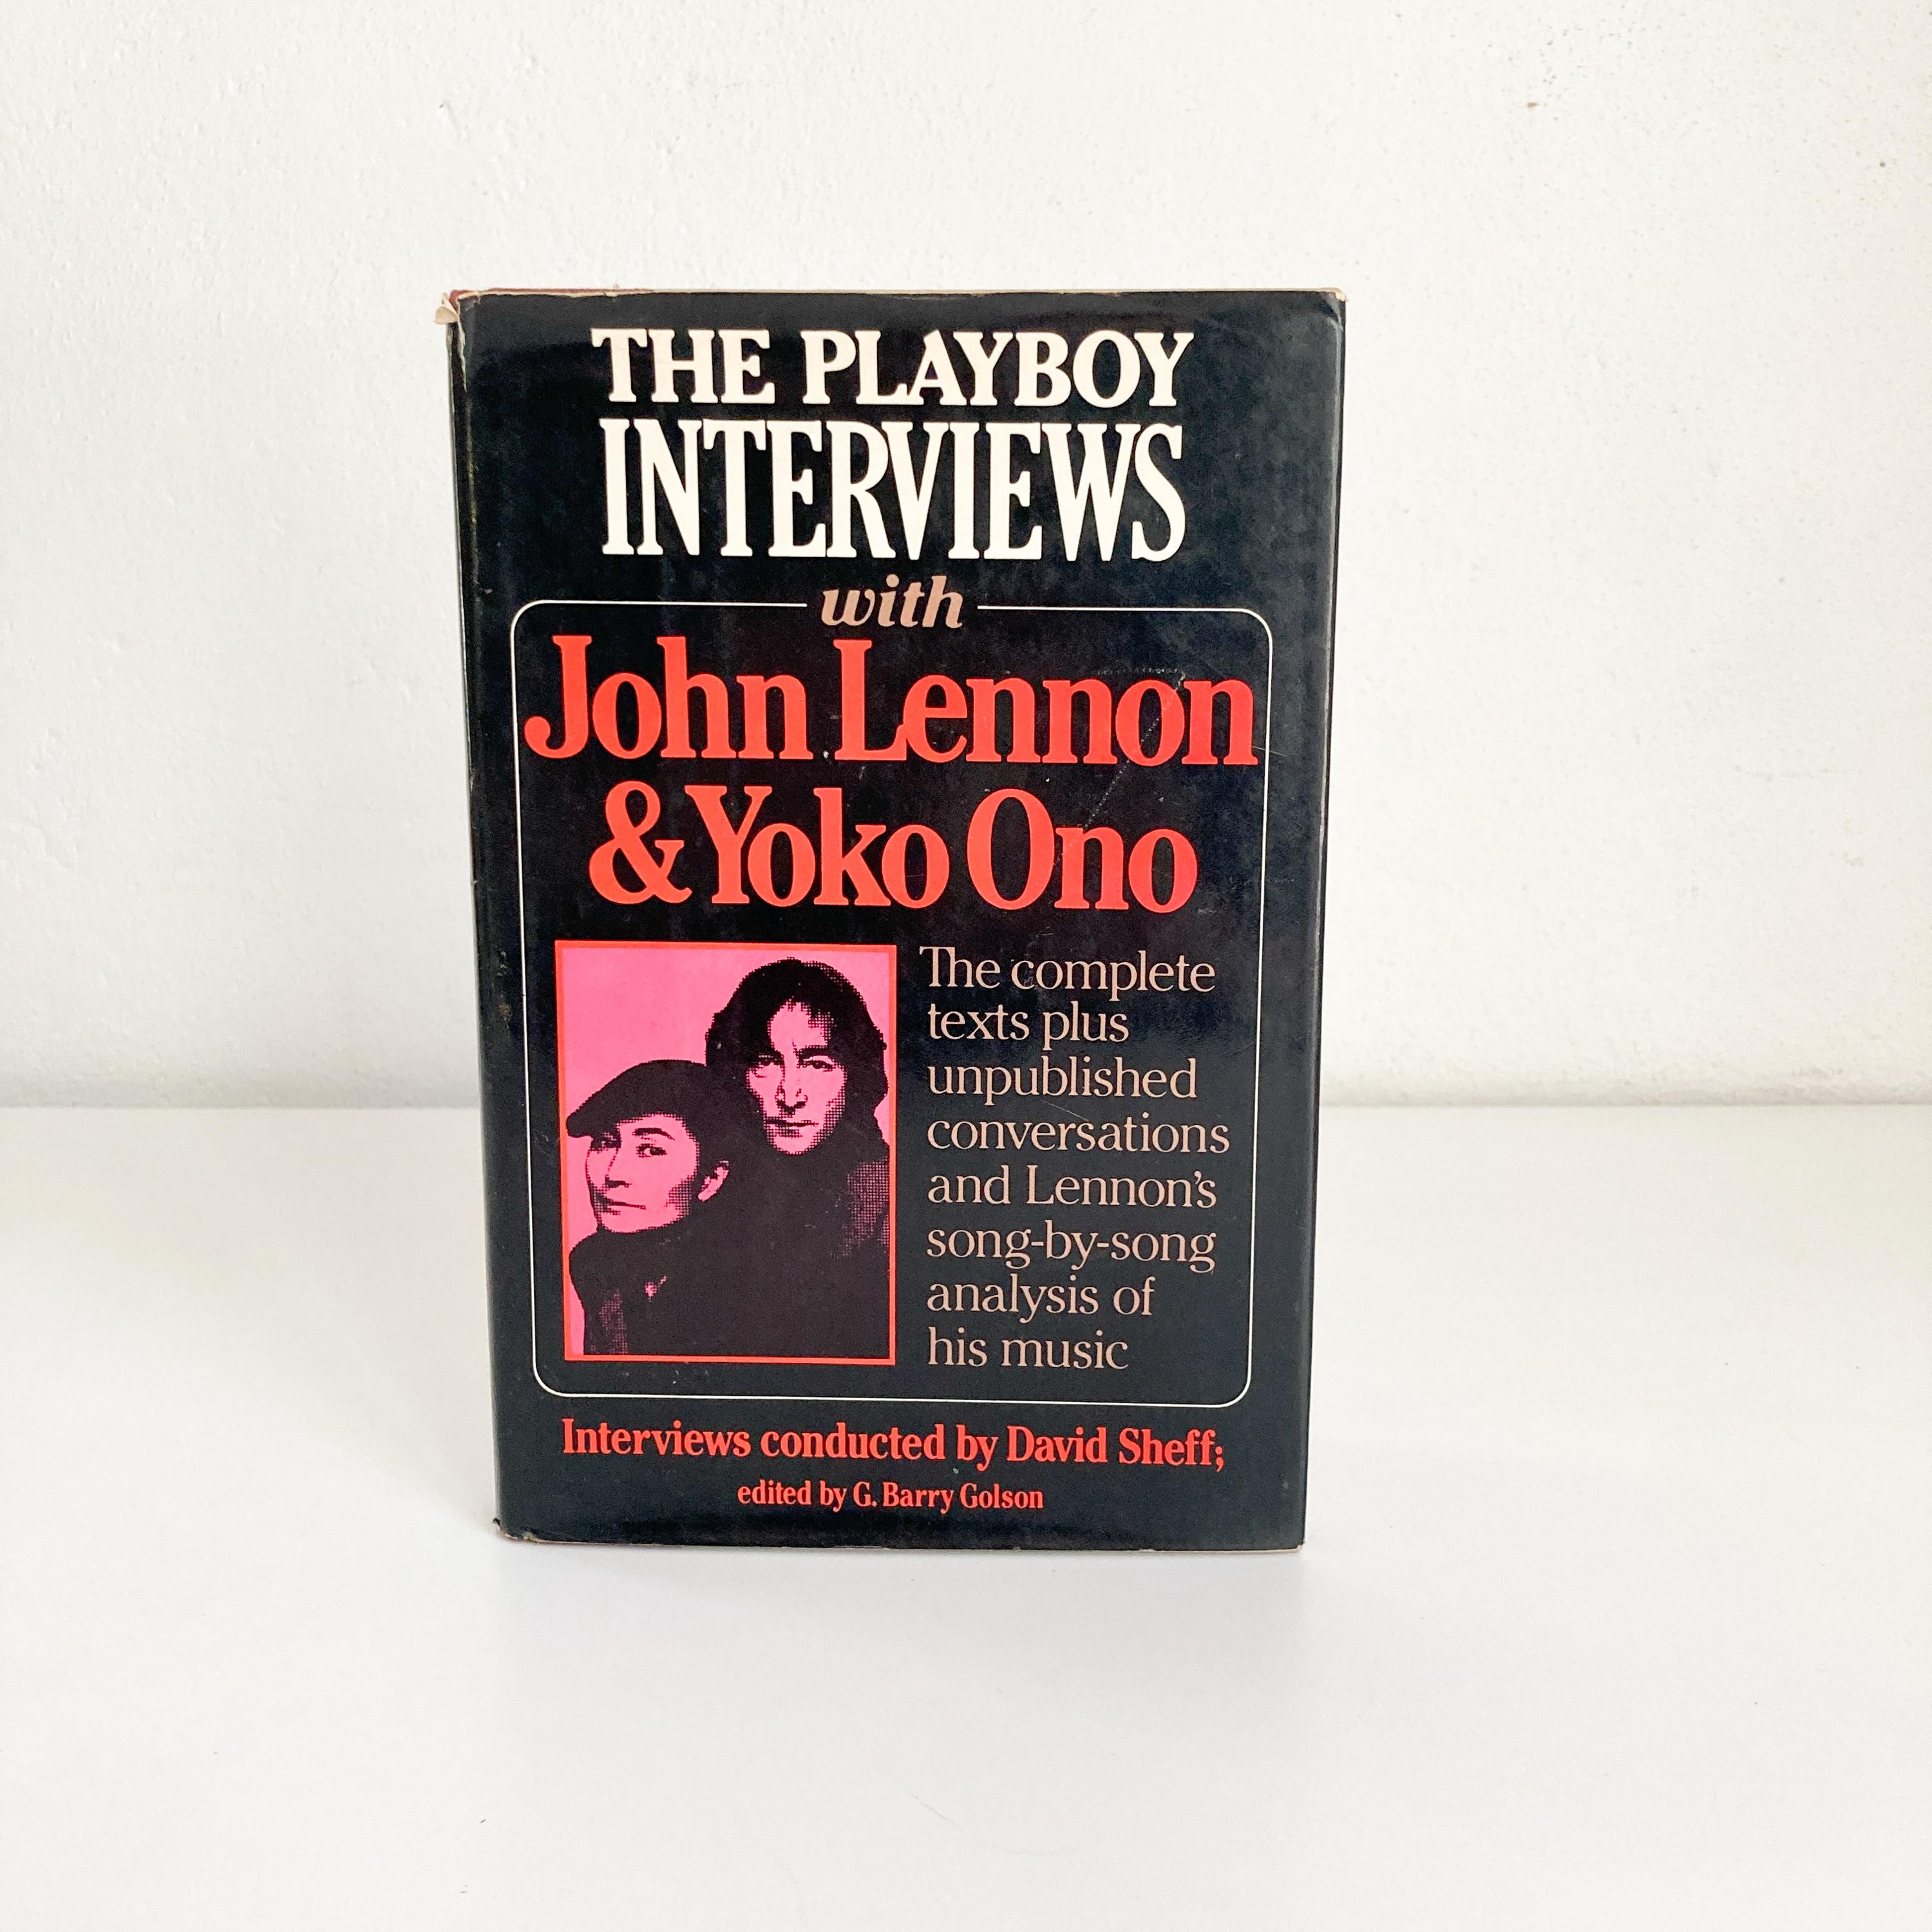 THE PLAYBOY
INTERVIEWS
with
John Lennon
& Yoko Ono
The complete
texts plus
unpublished
conversations
and Lennon's
song-by-song
analysis of
his music
Interviews conducted by David Sheff;
edited by G. Barry Golson